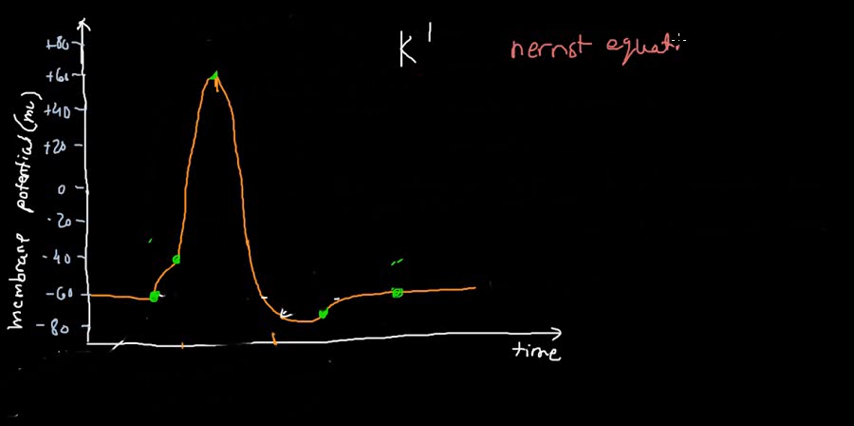 K
nernst equati
+80
+60
+40
+20
0
-20
-40
-60
-80
membrane potential (mv)
time